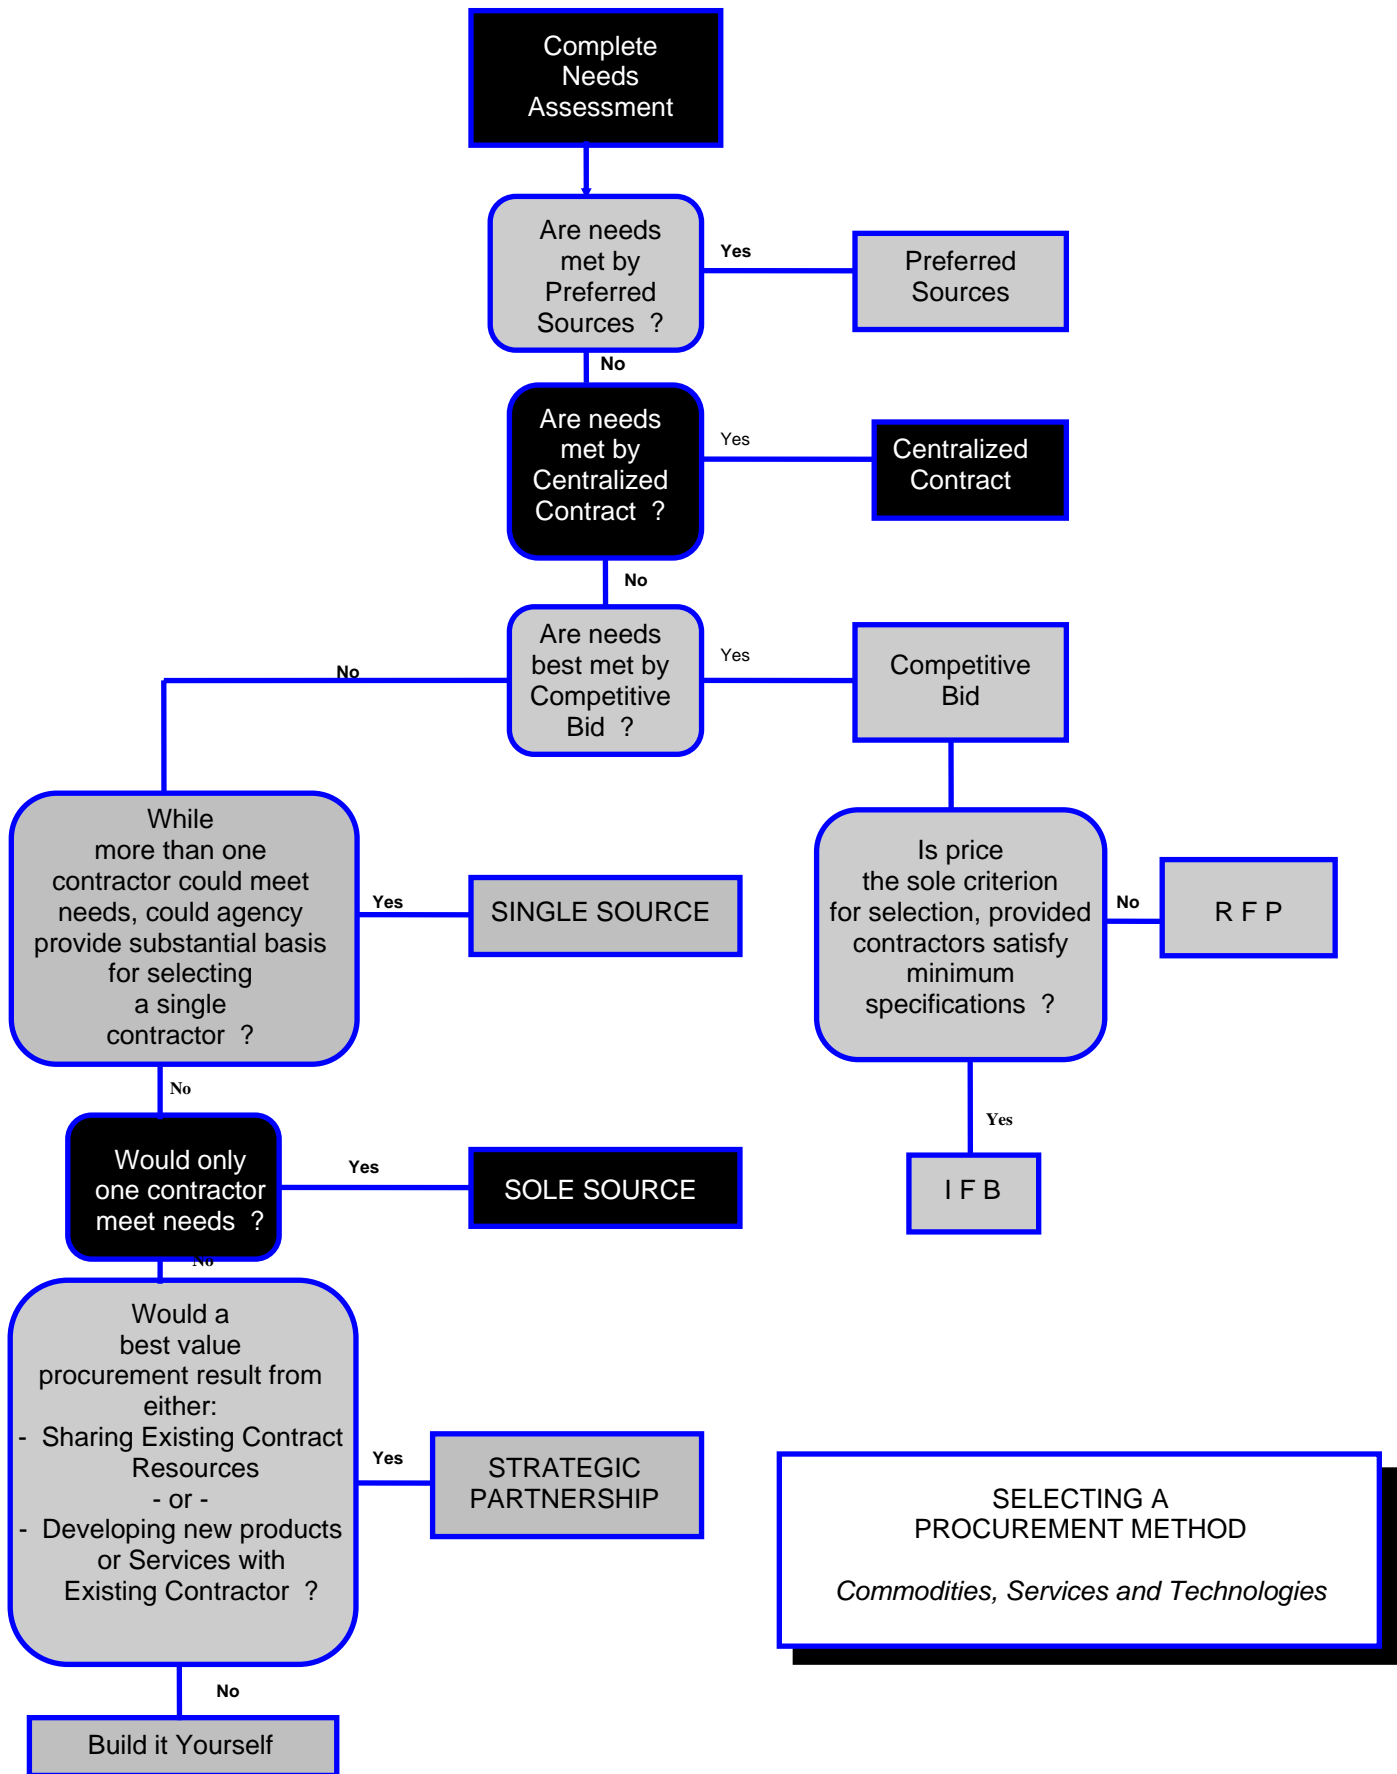 Complete
Needs
Assessment
Are needs
met by
Preferred
Sources ?
Yes
Preferred
Sources
No
Are needs
met by
Centralized
Contract ?
Yes
Centralized
Contract
No
Are needs
best met by
Competitive
Bid ?
Yes
Competitive
Bid
No
While
more than one
contractor could meet
needs, could agency
provide substantial basis
for selecting
a single
contractor ?
Yes
SINGLE SOURCE
Is price
the sole criterion
for selection, provided
contractors satisfy
minimum
specifications ?
No
R F P
Yes
I F B
No
Would only
one contractor
meet needs ?
Yes
SOLE SOURCE
No
Would a
best value
procurement result from
either:
- Sharing Existing Contract
Resources
- or -
- Developing new products
or Services with
Existing Contractor ?
Yes
STRATEGIC
PARTNERSHIP
No
Build it Yourself
SELECTING A
PROCUREMENT METHOD
Commodities, Services and Technologies